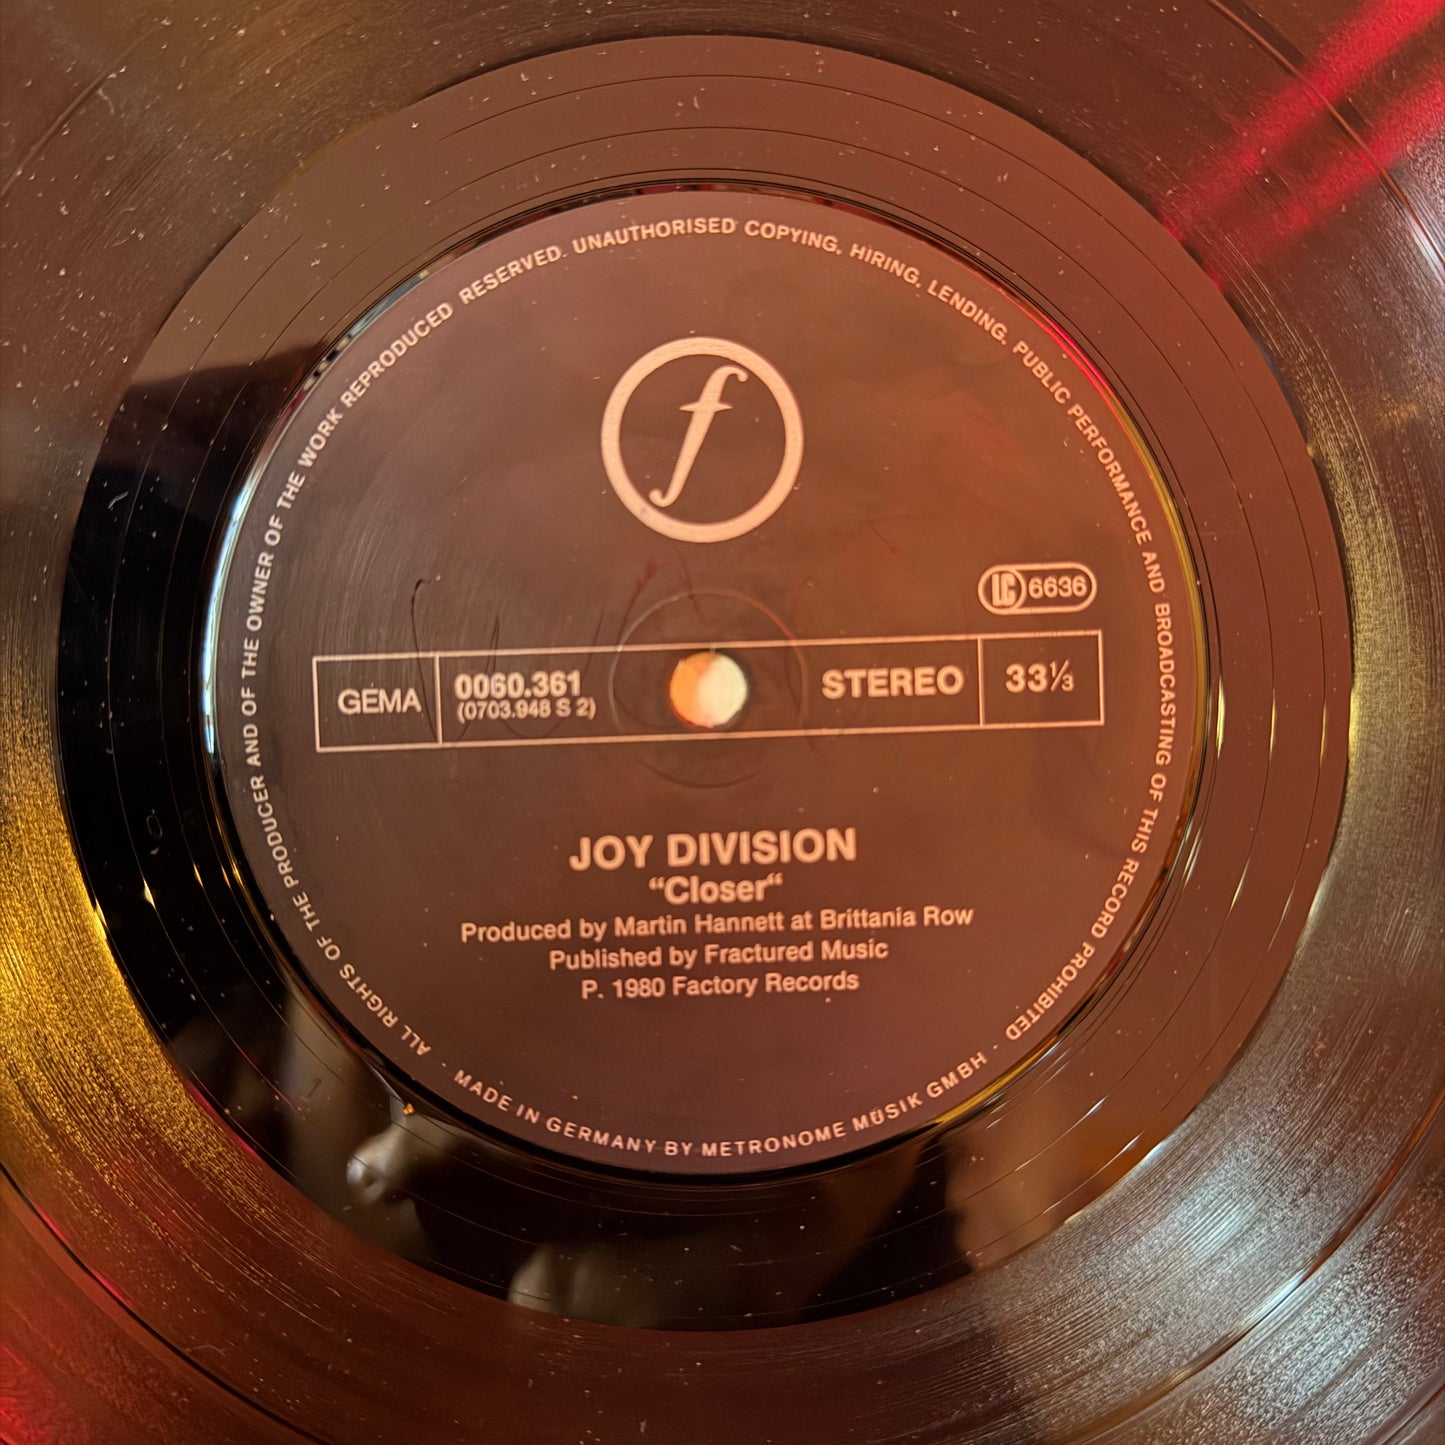 ALL RIGHTS OF THE PRODUCER AND OF THE OWNER OF THE WORK REPRODUCED RESERVED. UNAUTHORISED COPYING, HIRING, LENDING, PUBLIC PERFORMANCE AND BROADCASTING OF THIS RECORD PROHIBITED
f
LC 6636
GEMA 0060.361 STEREO 33⅓
(0703.948 S 2)
JOY DIVISION
“Closer“
Produced by Martin Hannett at Brittania Row
Published by Fractured Music
P. 1980 Factory Records
· MADE IN GERMANY BY METRONOME MUSIK GMBH ·